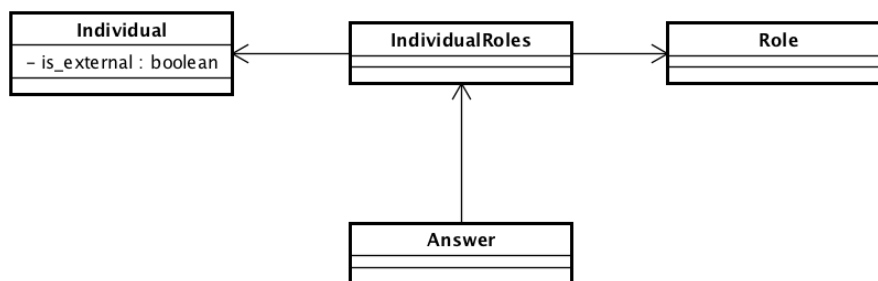 Individual
- is_external : boolean
IndividualRoles
Role
Answer